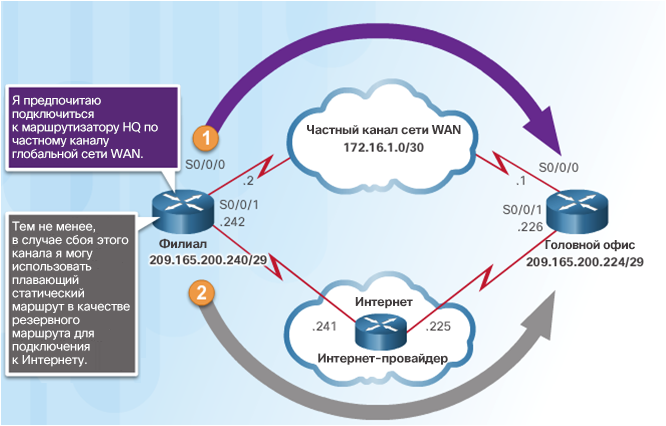 Я предпочитаю
подключиться
к маршрутизатору HQ по
частному каналу
глобальной сети WAN.
1
Частный канал сети WAN
172.16.1.0/30
S0/0/0
.2
.1
S0/0/0
S0/0/1
.242
S0/0/1
.226
Филиал
209.165.200.240/29
Головной офис
209.165.200.224/29
Тем не менее,
в случае сбоя этого
канала я могу
использовать
плавающий
статический
маршрут в качестве
резервного
маршрута для
подключения
к Интернету.
2
Интернет
.241
.225
Интернет-провайдер